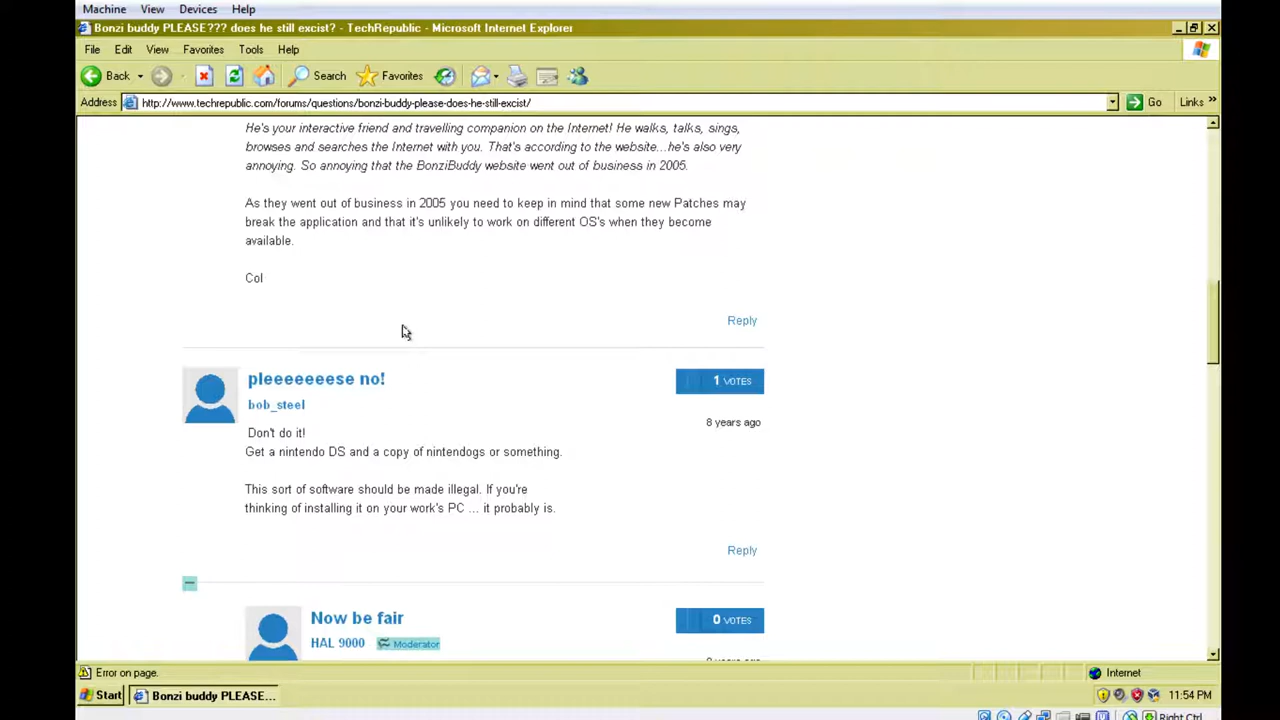 Machine View Devices Help
Bonzi buddy PLEASE??? does he still excist? - TechRepublic - Microsoft Internet Explorer
File Edit View Favorites Tools Help
Back Search Favorites
Address http://www.techrepublic.com/forums/questions/bonzi-buddy-please-does-he-still-excist/ Go Links »
He's your interactive friend and travelling companion on the Internet! He walks, talks, sings,
browses and searches the Internet with you. That's according to the website...he's also very
annoying. So annoying that the BonziBuddy website went out of business in 2005.
As they went out of business in 2005 you need to keep in mind that some new Patches may
break the application and that it's unlikely to work on different OS's when they become
available.
Col
Reply
pleeeeeeese no! 1 VOTES
bob_steel
8 years ago
Don't do it!
Get a nintendo DS and a copy of nintendogs or something.
This sort of software should be made illegal. If you're
thinking of installing it on your work's PC ... it probably is.
Reply
Now be fair 0 VOTES
HAL 9000 Moderator
Error on page. Internet
Start Bonzi buddy PLEASE... 11:54 PM
Right Ctrl